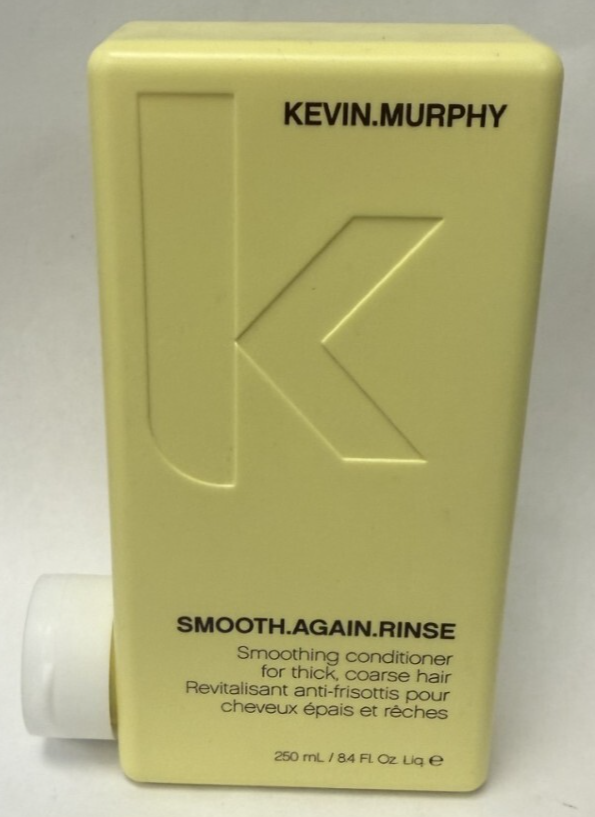 KEVIN.MURPHY
k
SMOOTH.AGAIN.RINSE
Smoothing conditioner
for thick, coarse hair
Revitalisant anti-frisottis pour
cheveux épais et rêches
250 mL / 8.4 Fl. Oz. Liq. ℮